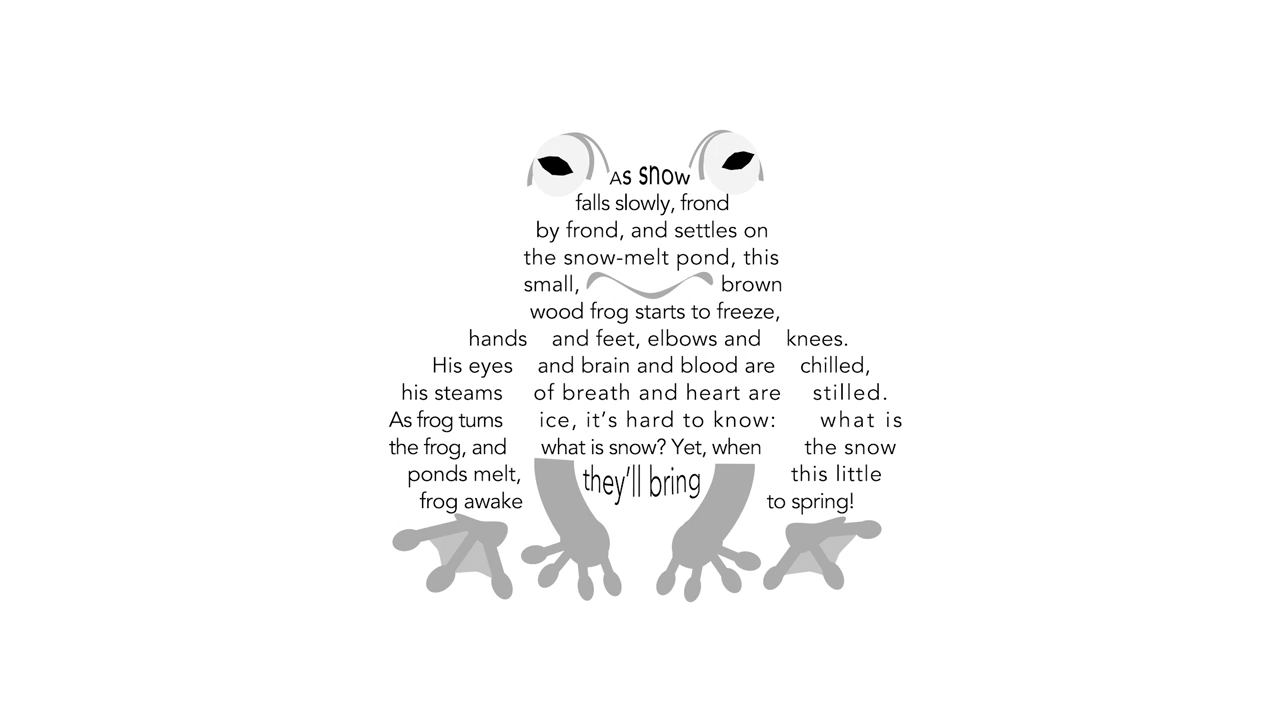 As snow
falls slowly, frond
by frond, and settles on
the snow-melt pond, this
small, brown
wood frog starts to freeze,
hands and feet, elbows and knees.
His eyes and brain and blood are chilled,
his steams of breath and heart are stilled.
As frog turns ice, it's hard to know: what is
the frog, and what is snow? Yet, when the snow
ponds melt, they'll bring this little
frog awake to spring!